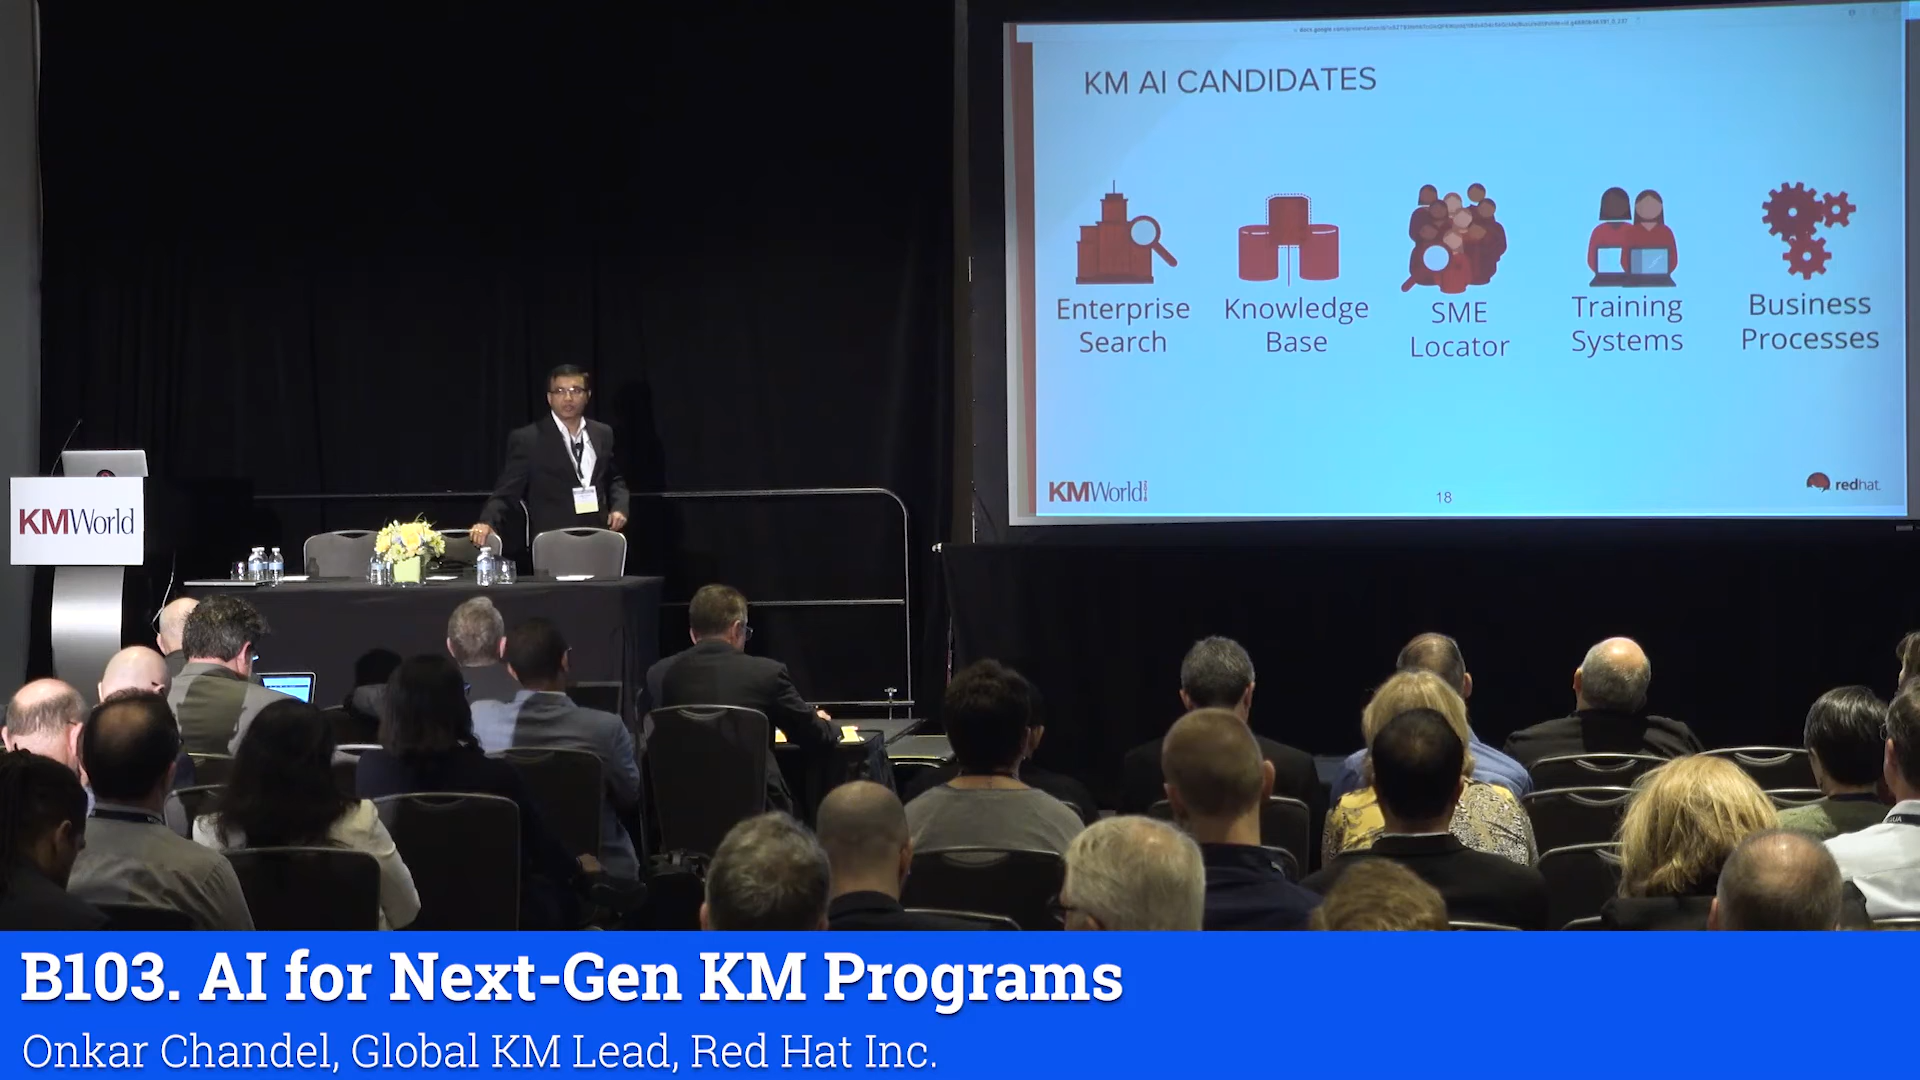 KM AI CANDIDATES
Enterprise
Search
Knowledge
Base
SME
Locator
Training
Systems
Business
Processes
KMWorld
18
redhat
KMWorld
B103. AI for Next-Gen KM Programs
Onkar Chandel, Global KM Lead, Red Hat Inc.